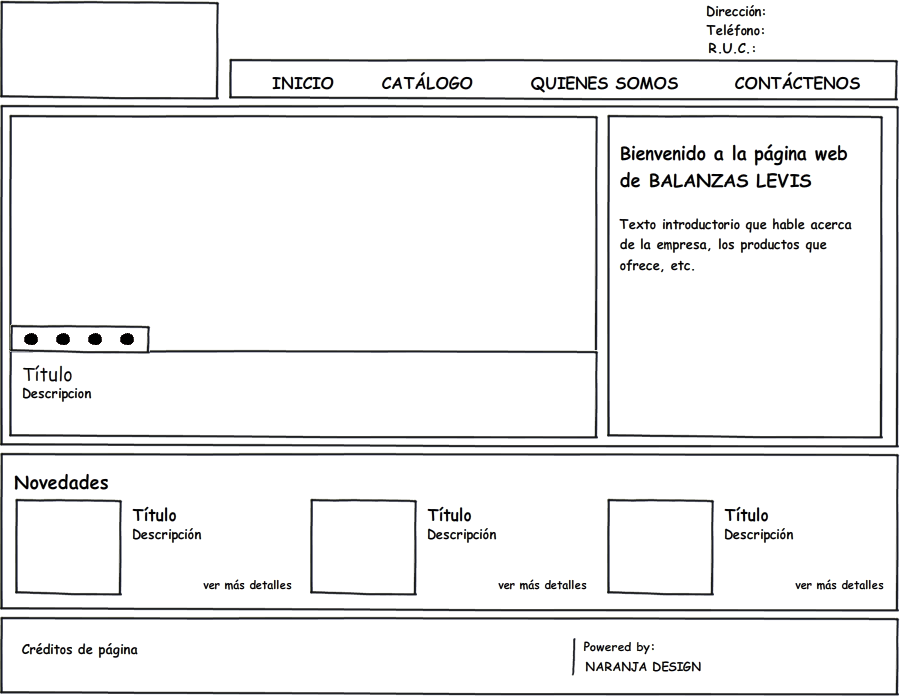 Dirección:
Teléfono:
R.U.C.:
INICIO CATÁLOGO QUIENES SOMOS CONTÁCTENOS
Bienvenido a la página web
de BALANZAS LEVIS
Texto introductorio que hable acerca
de la empresa, los productos que
ofrece, etc.
Título
Descripcion
Novedades
Título
Descripción
ver más detalles
Título
Descripción
ver más detalles
Título
Descripción
ver más detalles
Créditos de página
Powered by:
NARANJA DESIGN